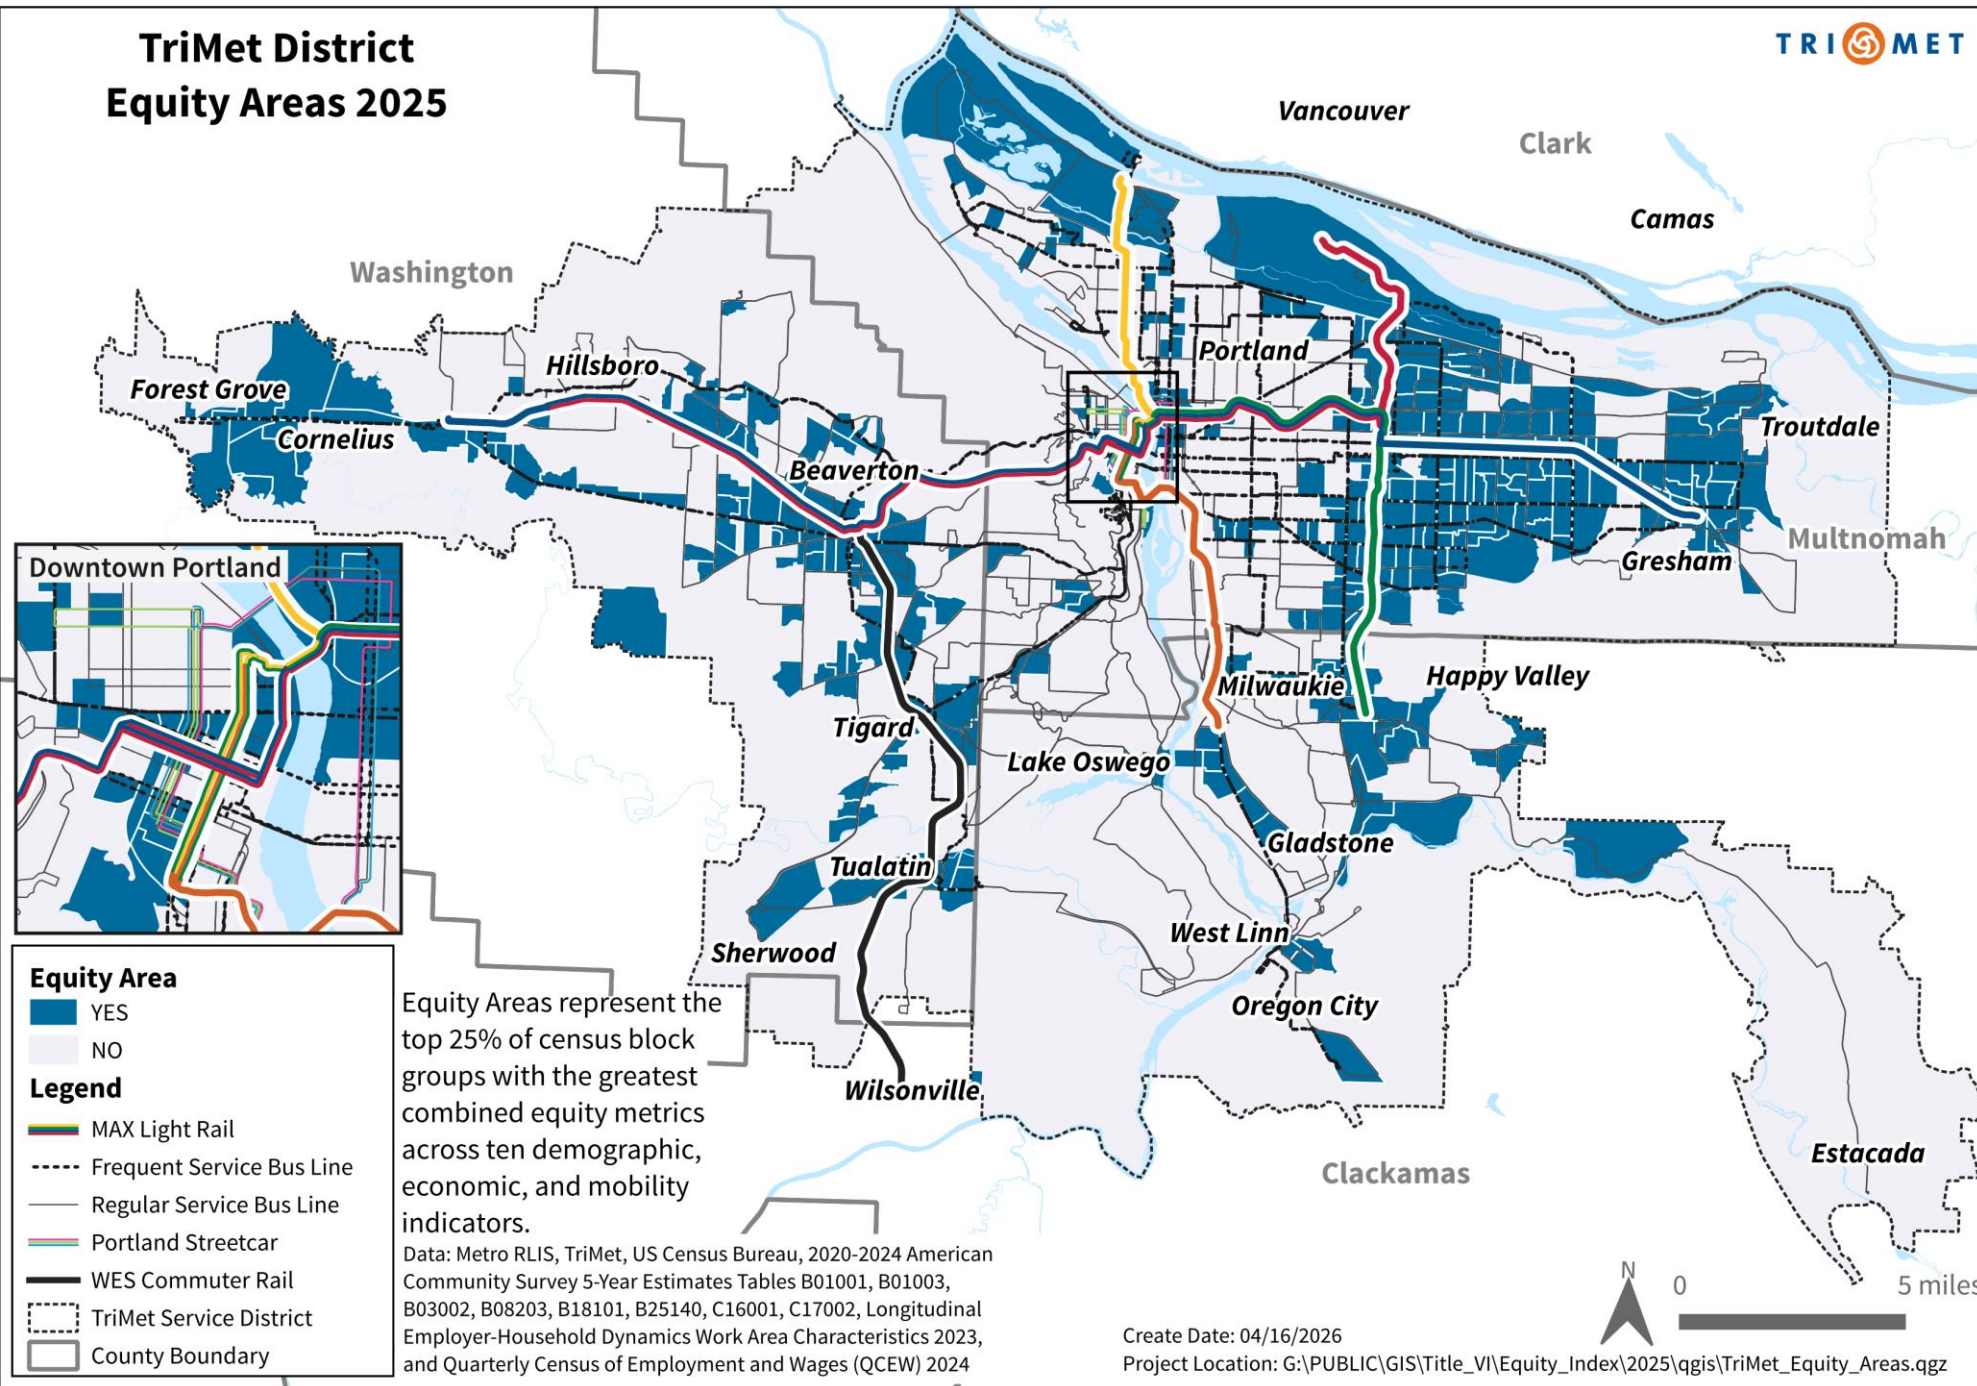 TriMet District
Equity Areas 2025
TRI MET
Vancouver
Clark
Camas
Washington
Hillsboro
Portland
Forest Grove
Cornelius
Beaverton
Troutdale
Multnomah
Gresham
Downtown Portland
Happy Valley
Milwaukie
Tigard
Lake Oswego
Gladstone
Tualatin
West Linn
Sherwood
Oregon City
Wilsonville
Estacada
Clackamas
Equity Area
YES
NO
Legend
MAX Light Rail
Frequent Service Bus Line
Regular Service Bus Line
Portland Streetcar
WES Commuter Rail
TriMet Service District
County Boundary
Equity Areas represent the
top 25% of census block
groups with the greatest
combined equity metrics
across ten demographic,
economic, and mobility
indicators.
Data: Metro RLIS, TriMet, US Census Bureau, 2020-2024 American
Community Survey 5-Year Estimates Tables B01001, B01003,
B03002, B08203, B18101, B25140, C16001, C17002, Longitudinal
Employer-Household Dynamics Work Area Characteristics 2023,
and Quarterly Census of Employment and Wages (QCEW) 2024
N
0
5 miles
Create Date: 04/16/2026
Project Location: G:\PUBLIC\GIS\Title_VI\Equity_Index\2025\qgis\TriMet_Equity_Areas.qgz